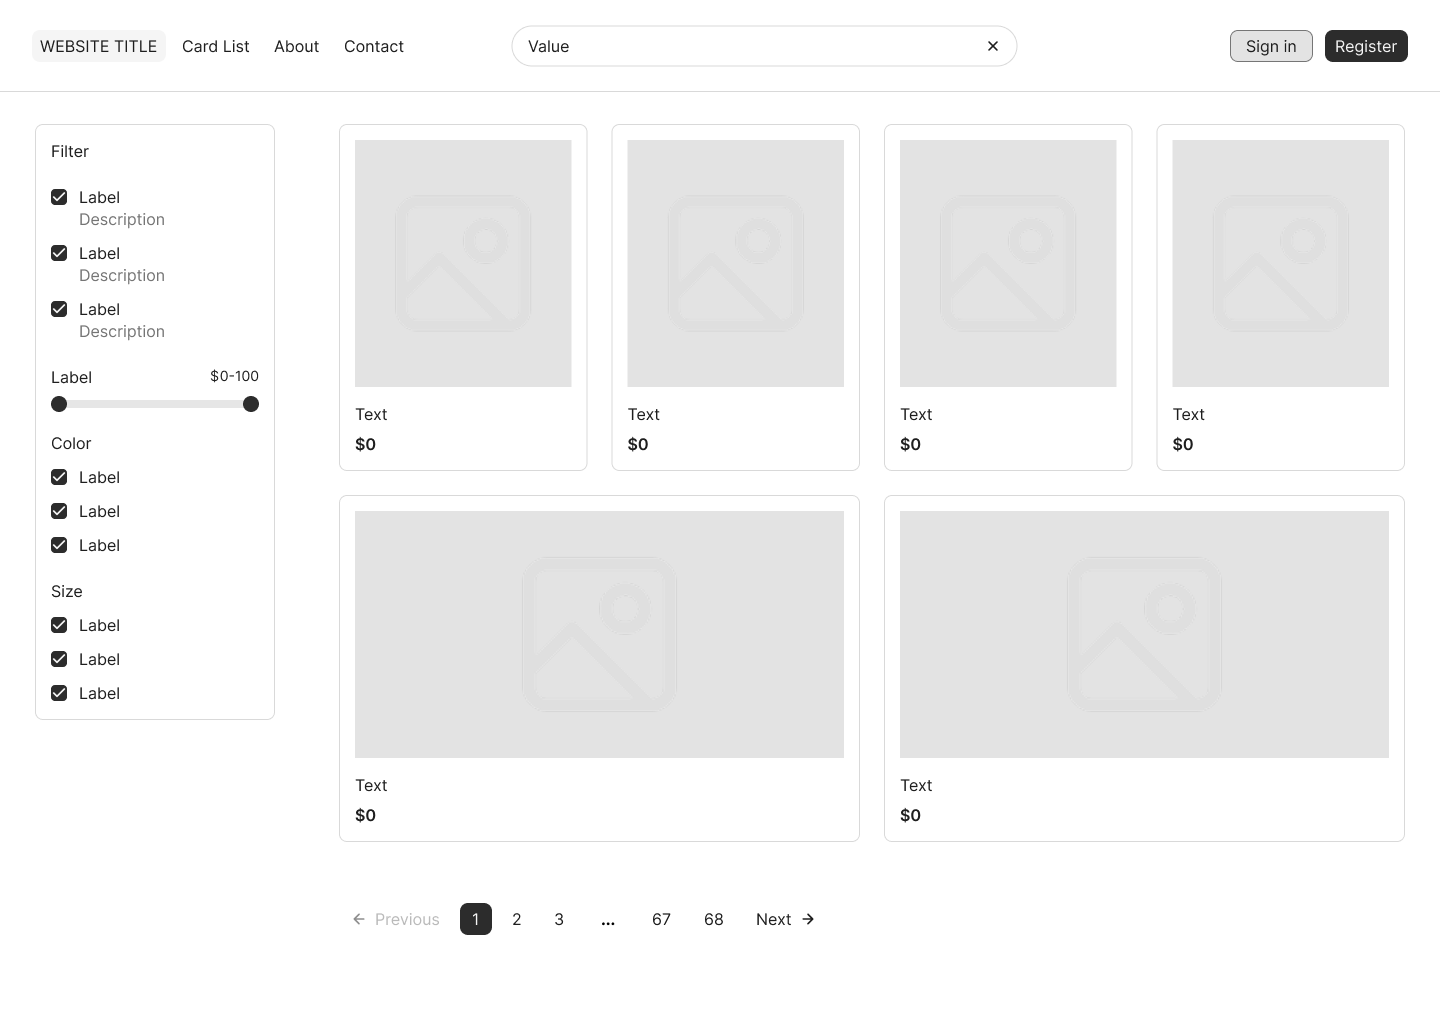 WEBSITE TITLE Card List About Contact
Value
Sign in Register
Filter
Label
Description
Label
Description
Label
Description
Label $0-100
Color
Label
Label
Label
Size
Label
Label
Label
Text
$0
Text
$0
Text
$0
Text
$0
Text
$0
Text
$0
Previous 1 2 3 ... 67 68 Next